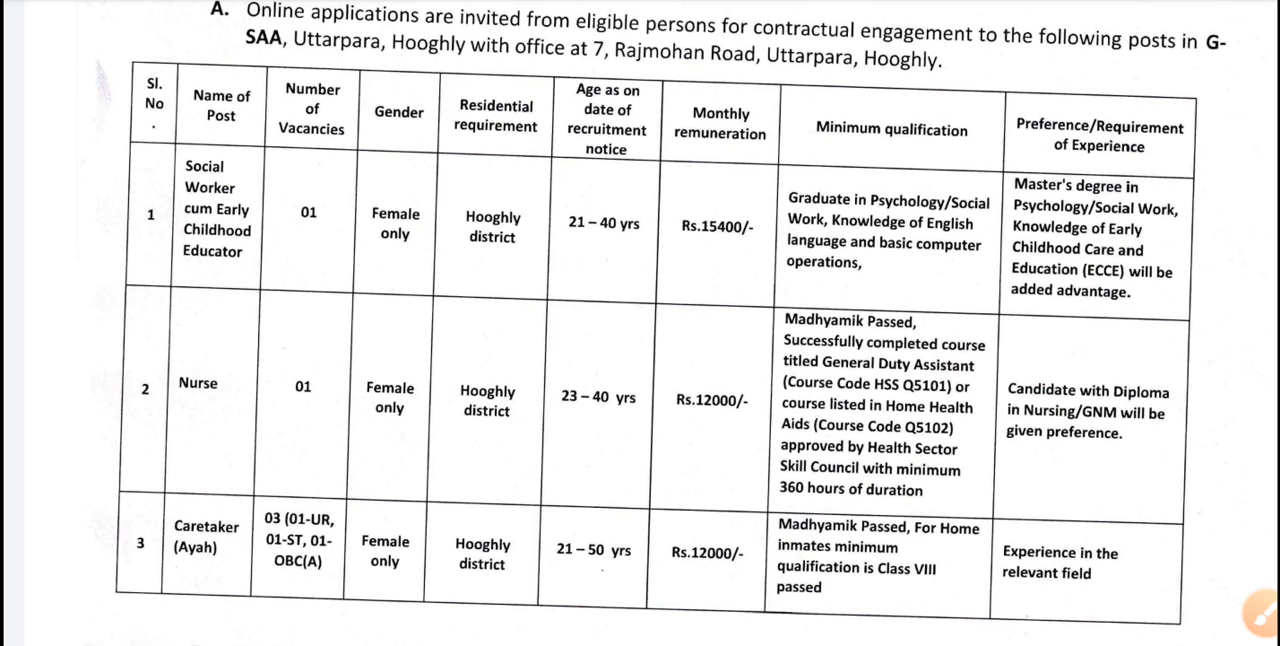 A. Online applications are invited from eligible persons for contractual engagement to the following posts in G-
SAA, Uttarpara, Hooghly with office at 7, Rajmohan Road, Uttarpara, Hooghly.
Sl.
No
.
Name of
Post
Number
of
Vacancies
Gender
Residential
requirement
Age as on
date of
recruitment
notice
Monthly
remuneration
Minimum qualification
Preference/Requirement
of Experience
1
Social
Worker
cum Early
Childhood
Educator
01
Female
only
Hooghly
district
21 – 40 yrs
Rs.15400/-
Graduate in Psychology/Social
Work, Knowledge of English
language and basic computer
operations,
Master's degree in
Psychology/Social Work,
Knowledge of Early
Childhood Care and
Education (ECCE) will be
added advantage.
2
Nurse
01
Female
only
Hooghly
district
23 – 40 yrs
Rs.12000/-
Madhyamik Passed,
Successfully completed course
titled General Duty Assistant
(Course Code HSS Q5101) or
course listed in Home Health
Aids (Course Code Q5102)
approved by Health Sector
Skill Council with minimum
360 hours of duration
Candidate with Diploma
in Nursing/GNM will be
given preference.
3
Caretaker
(Ayah)
03 (01-UR,
01-ST, 01-
OBC(A)
Female
only
Hooghly
district
21 – 50 yrs
Rs.12000/-
Madhyamik Passed, For Home
inmates minimum
qualification is Class VIII
passed
Experience in the
relevant field